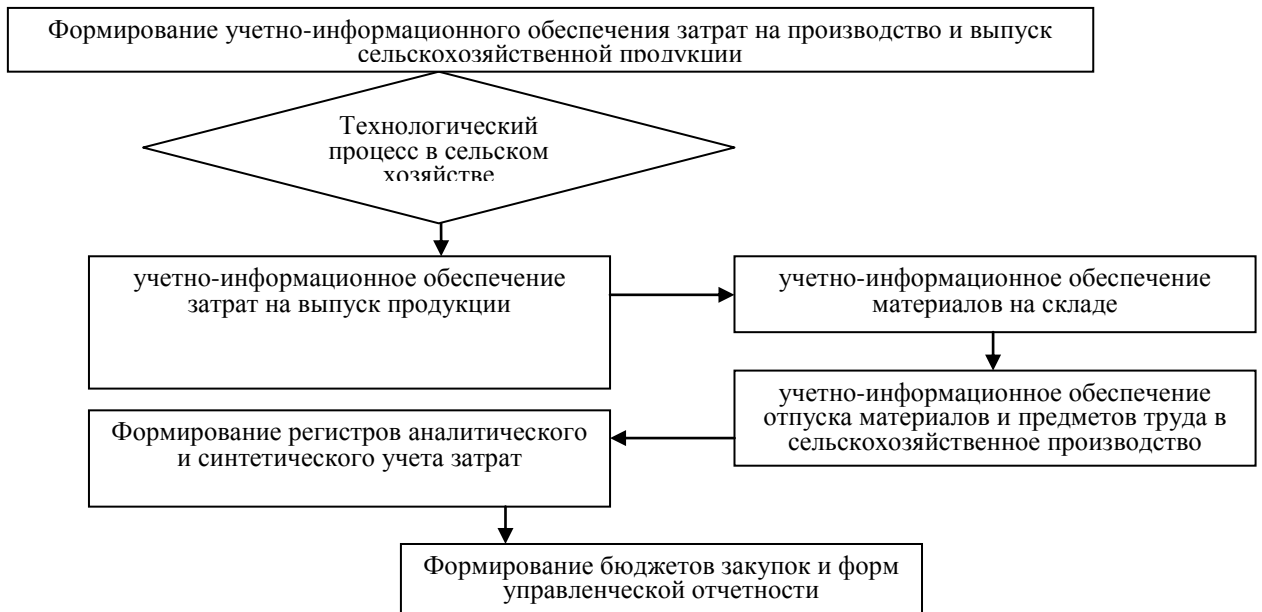 Формирование учетно-информационного обеспечения затрат на производство и выпуск
сельскохозяйственной продукции
Технологический
процесс в сельском
хозяйстве
учетно-информационное обеспечение
затрат на выпуск продукции
учетно-информационное обеспечение
материалов на складе
учетно-информационное обеспечение
отпуска материалов и предметов труда в
сельскохозяйственное производство
Формирование регистров аналитического
и синтетического учета затрат
Формирование бюджетов закупок и форм
управленческой отчетности